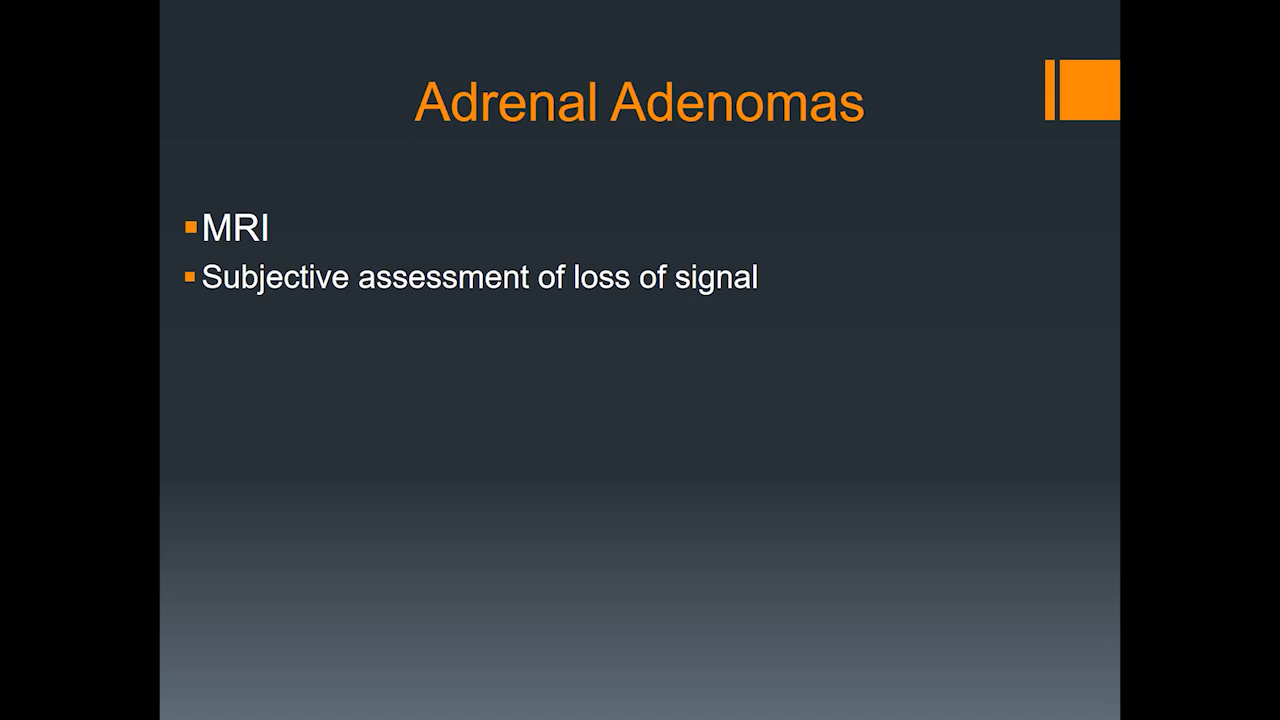 Adrenal Adenomas
MRI
Subjective assessment of loss of signal